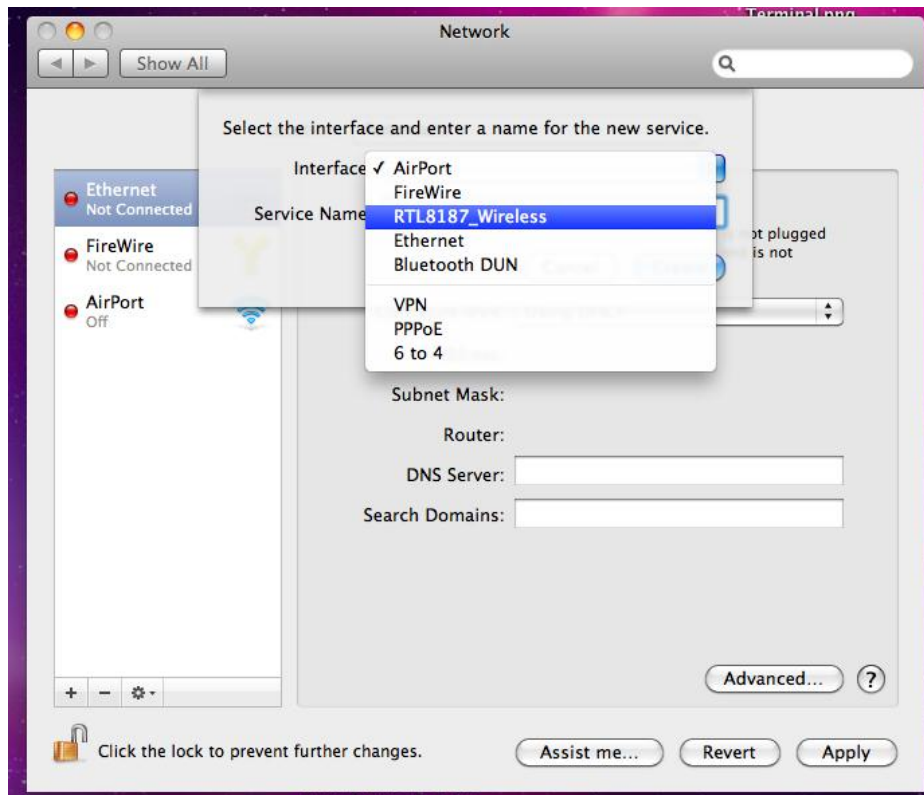 Terminal.png
Network
Show All
Select the interface and enter a name for the new service.
Interface ✓ AirPort
FireWire
RTL8187_Wireless
Ethernet
Bluetooth DUN
VPN
PPPoE
6 to 4
Service Name
Ethernet
Not Connected
FireWire
Not Connected
AirPort
Off
plugged
is not
Subnet Mask:
Router:
DNS Server:
Search Domains:
Advanced...
?
+ −
Click the lock to prevent further changes.
Assist me...
Revert
Apply